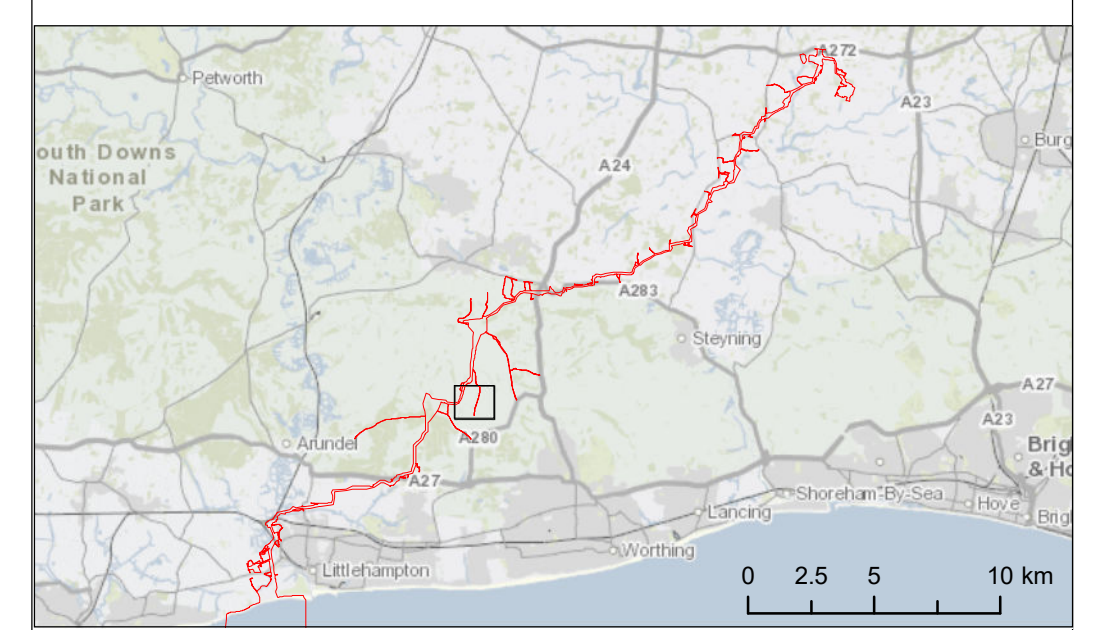 A272
Petworth
A23
Burg
outh Downs
National
Park
A24
A283
Steyning
A27
A23
Arundel
A280
Brig
& Ho
A27
Shoreham-By-Sea
Hove
Lancing
Brig
Worthing
Littlehampton
0 2.5 5 10 km